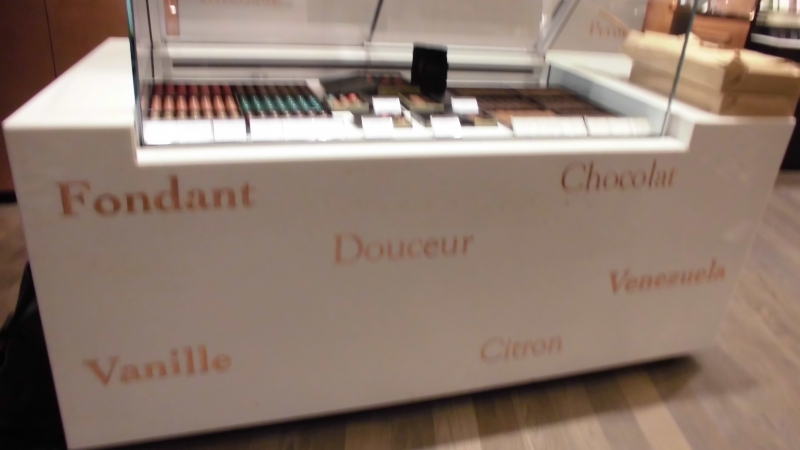 Fondant
Chocolat
Douceur
Venezuela
Vanille
Citron